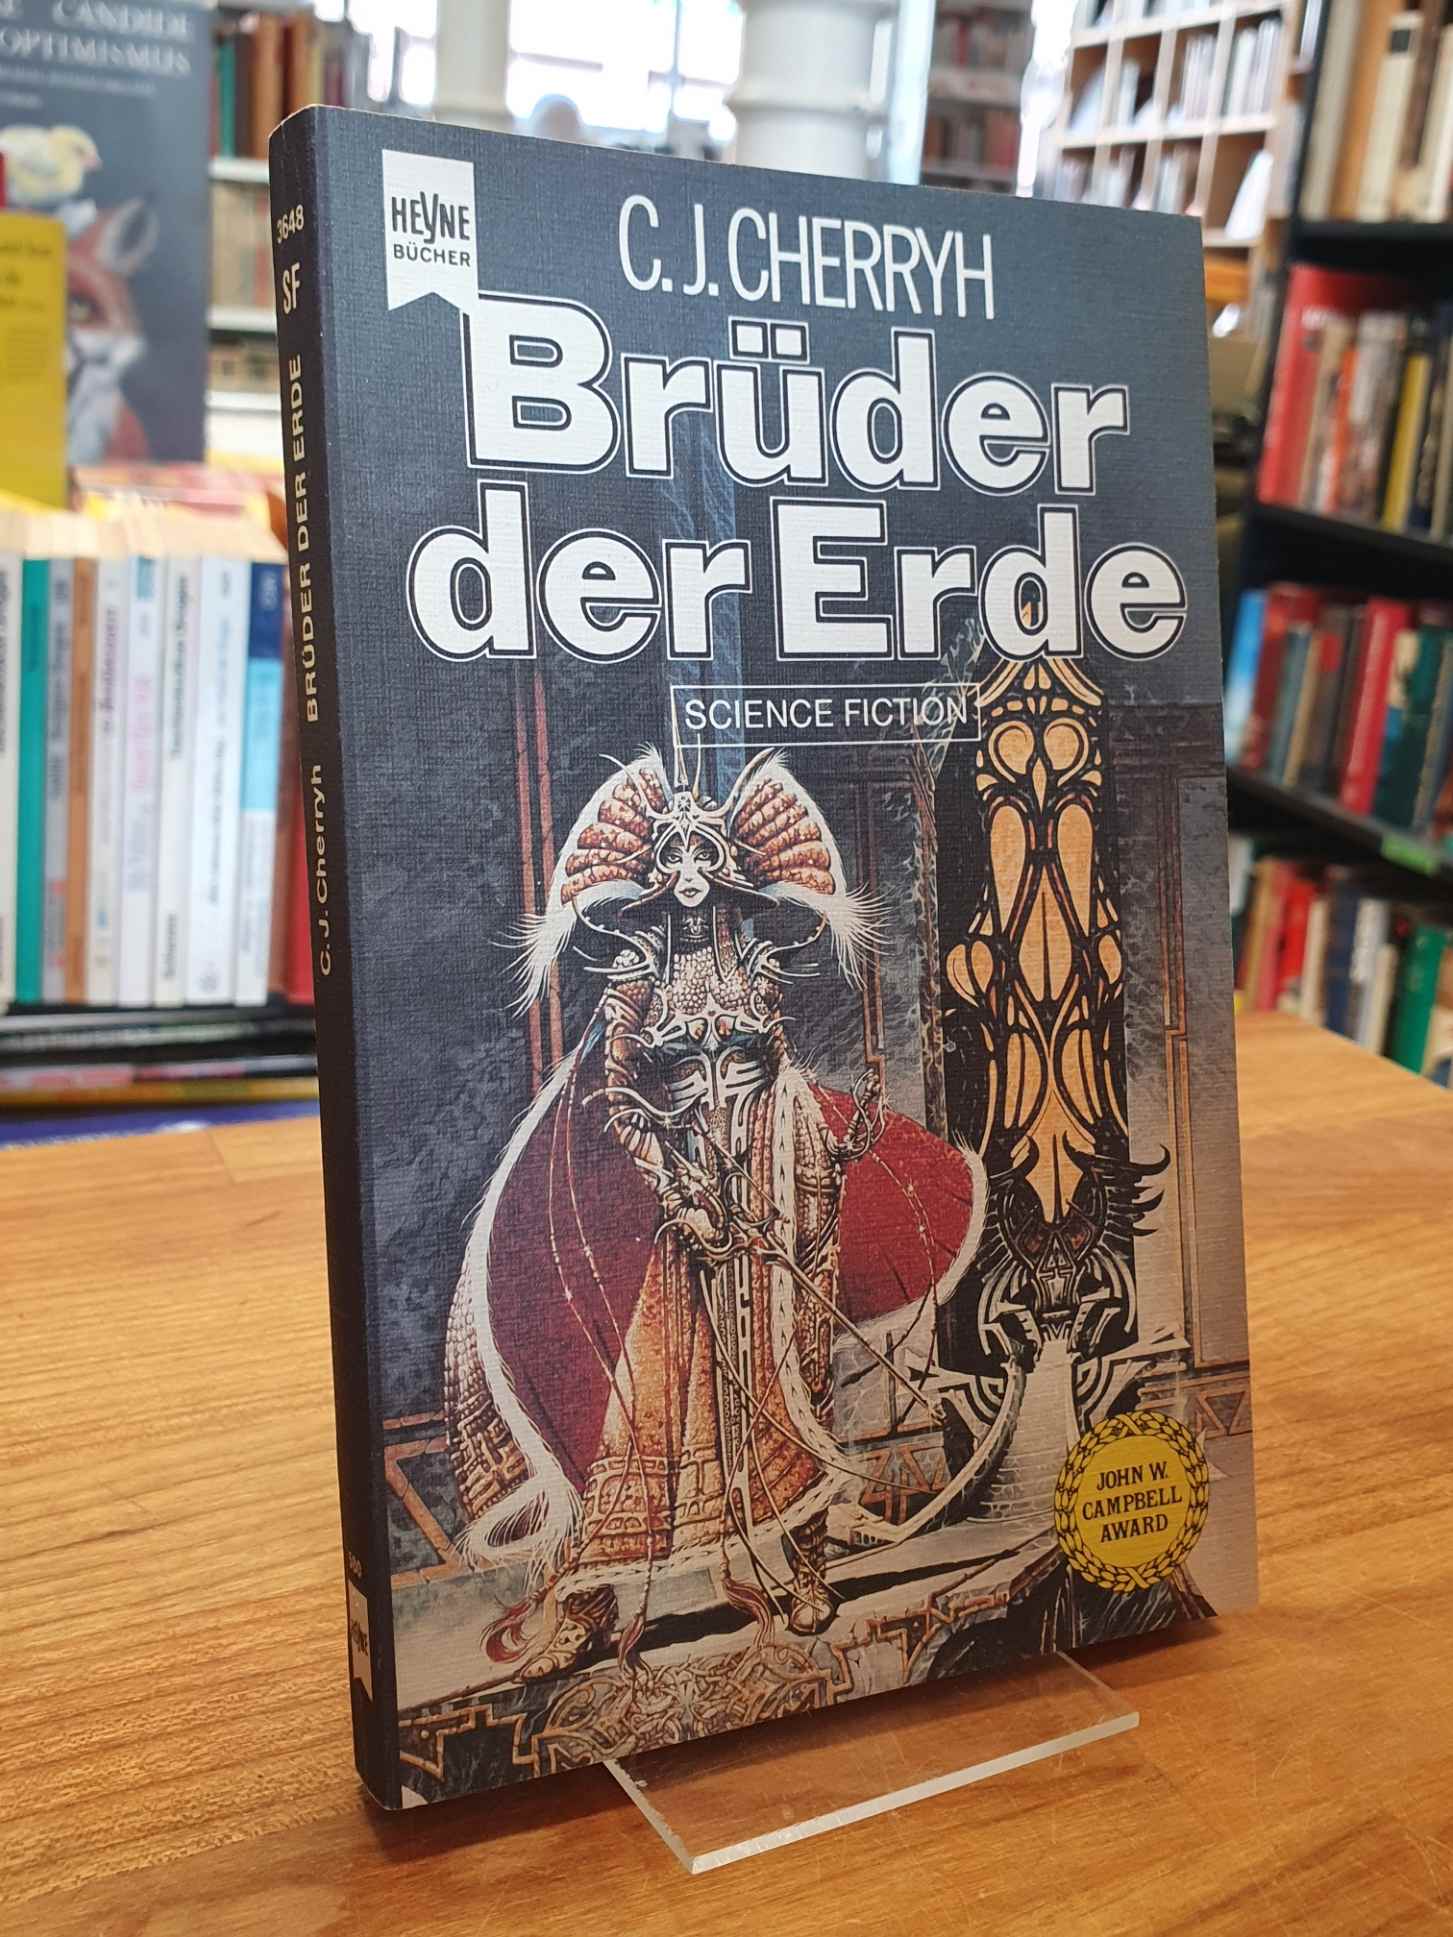 CANDIDE
OPTIMISMUS
HEYNE
BÜCHER
C.J. CHERRYH
Brüder
der Erde
SCIENCE FICTION
JOHN W.
CAMPBELL
AWARD
3648
SF
BRÜDER DER ERDE
C.J. Cherryh
HEYNE